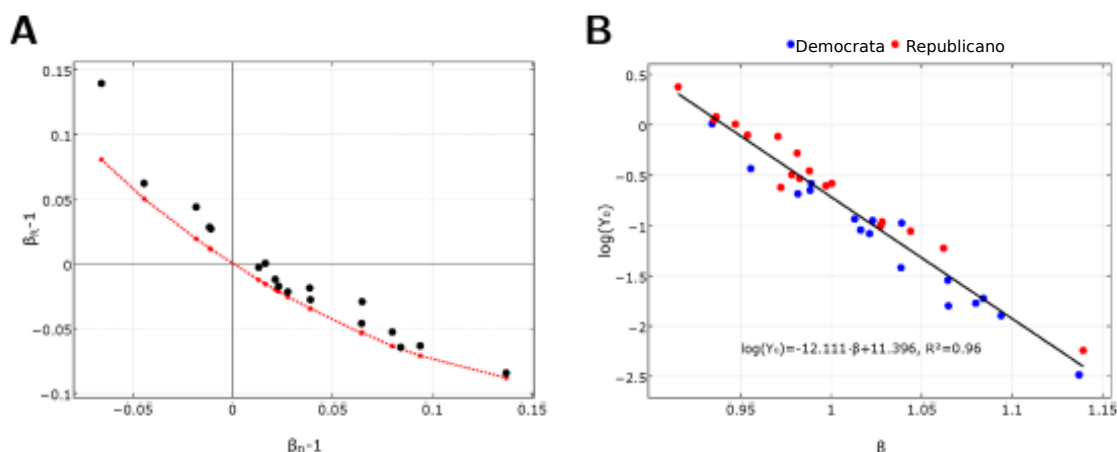 A
0.15
0.1
0.05
0
−0.05
−0.1
−0.05
0
0.05
0.1
0.15
βR-1
βD-1
B
Democrata Republicano
0.5
0
−0.5
−1
−1.5
−2
−2.5
log(Y₀)=-12.111·β+11.396, R²=0.96
0.95
1
1.05
1.1
1.15
log(Y₀)
β